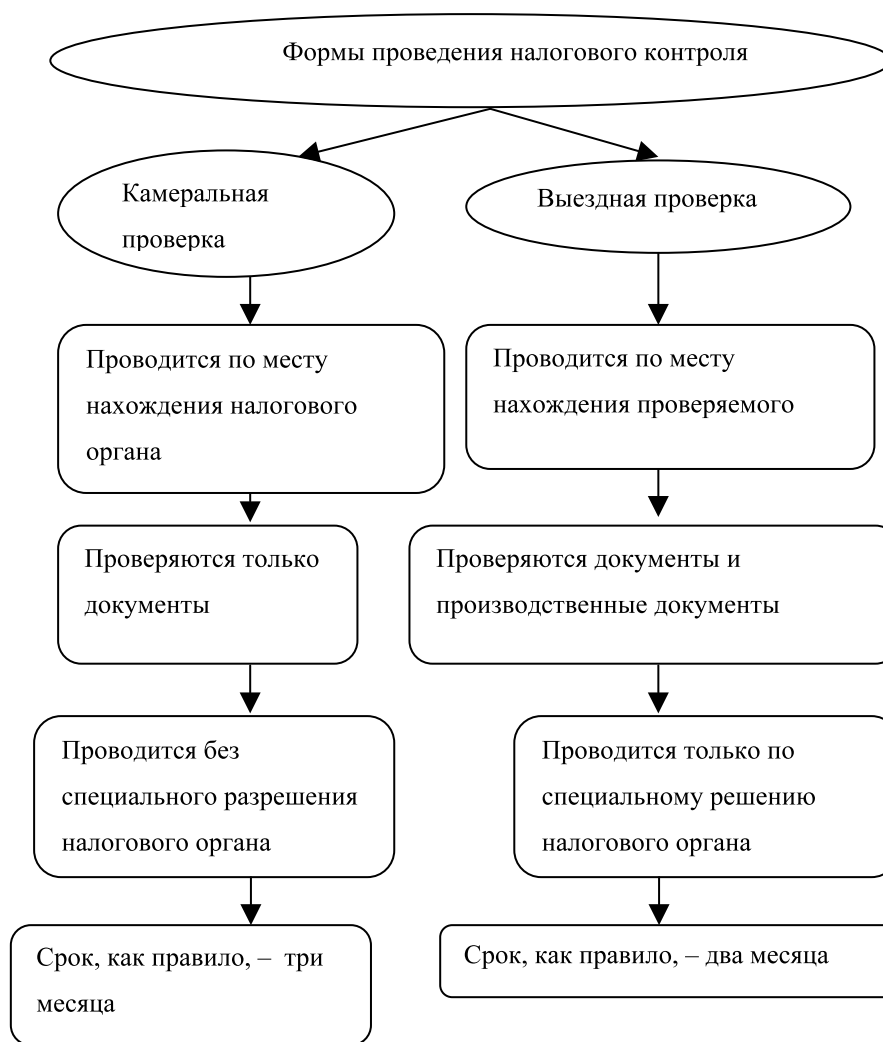 Формы проведения налогового контроля
Камеральная
проверка
Выездная проверка
Проводится по месту
нахождения налогового
органа
Проводится по месту
нахождения проверяемого
Проверяются только
документы
Проверяются документы и
производственные документы
Проводится без
специального разрешения
налогового органа
Проводится только по
специальному решению
налогового органа
Срок, как правило, – три
месяца
Срок, как правило, – два месяца